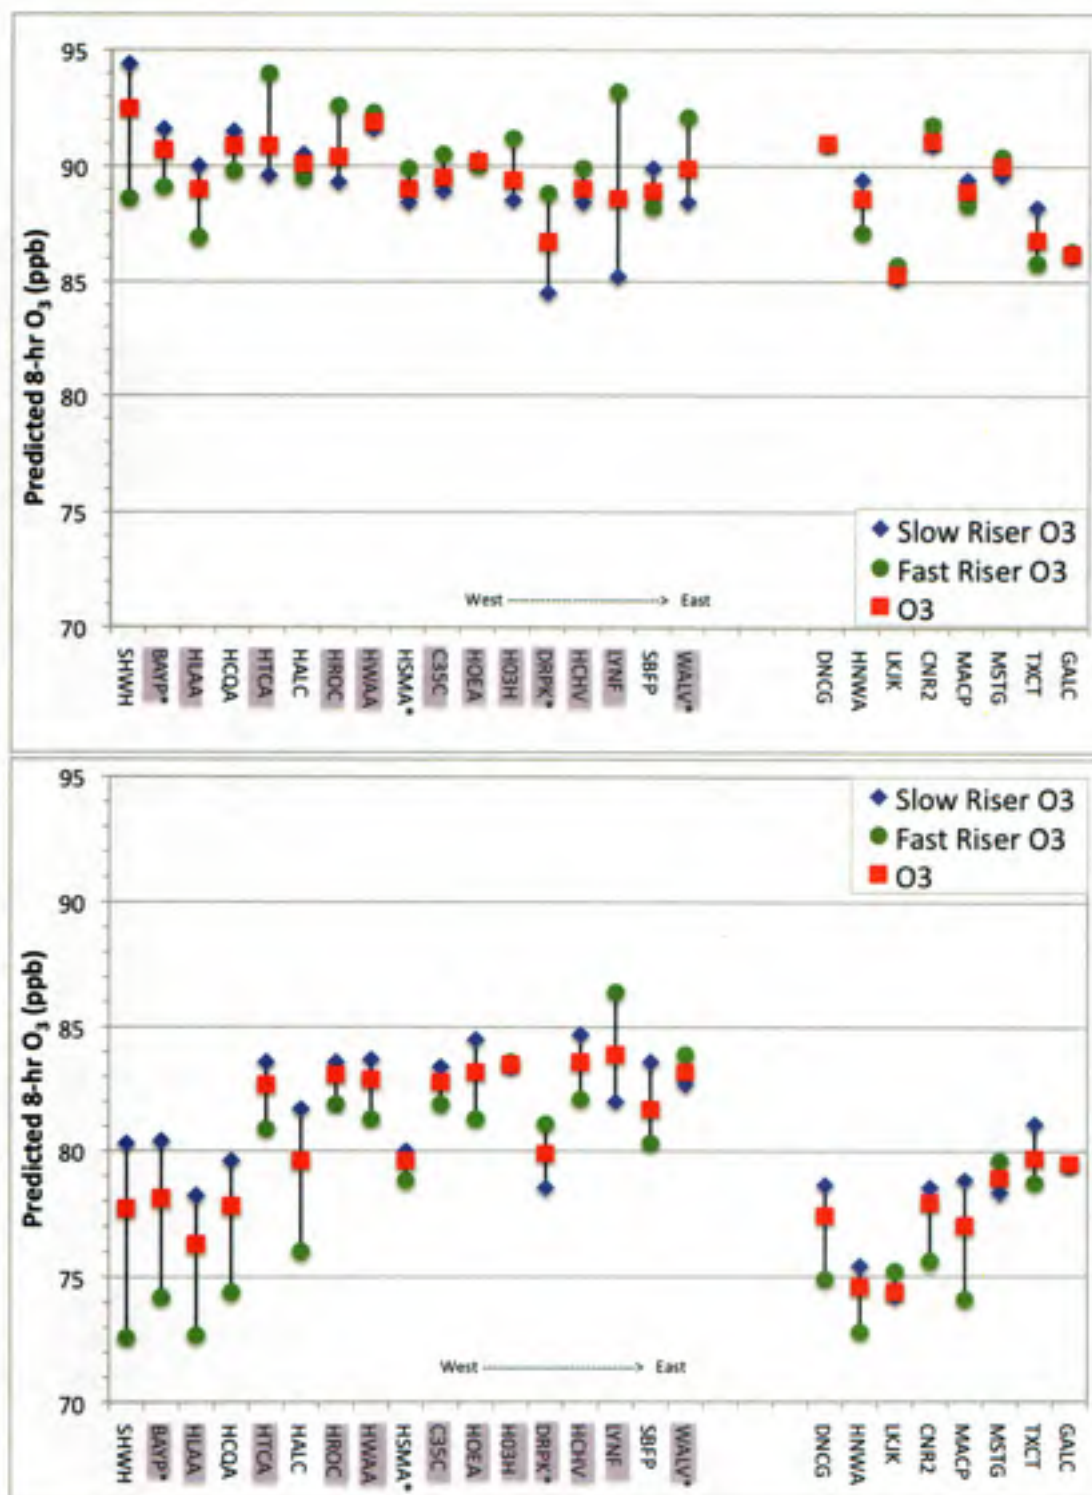 95
90
85
80
75
70
Predicted 8-hr O₃ (ppb)
Slow Riser O3
Fast Riser O3
O3
West East
SHWH
BAYP*
HLAA
HCQA
HTCA
HALC
HROC
HWAA
HSMA*
C35C
HOEA
H03H
DRPK*
HCHV
LYNF
SBFP
WALV*
DNCG
HNWA
LKJK
CNR2
MACP
MSTG
TXCT
GALC
95
90
85
80
75
70
Predicted 8-hr O₃ (ppb)
Slow Riser O3
Fast Riser O3
O3
West East
SHWH
BAYP*
HLAA
HCQA
HTCA
HALC
HROC
HWAA
HSMA*
C35C
HOEA
H03H
DRPK*
HCHV
LYNF
SBFP
WALV*
DNCG
HNWA
LKJK
CNR2
MACP
MSTG
TXCT
GALC